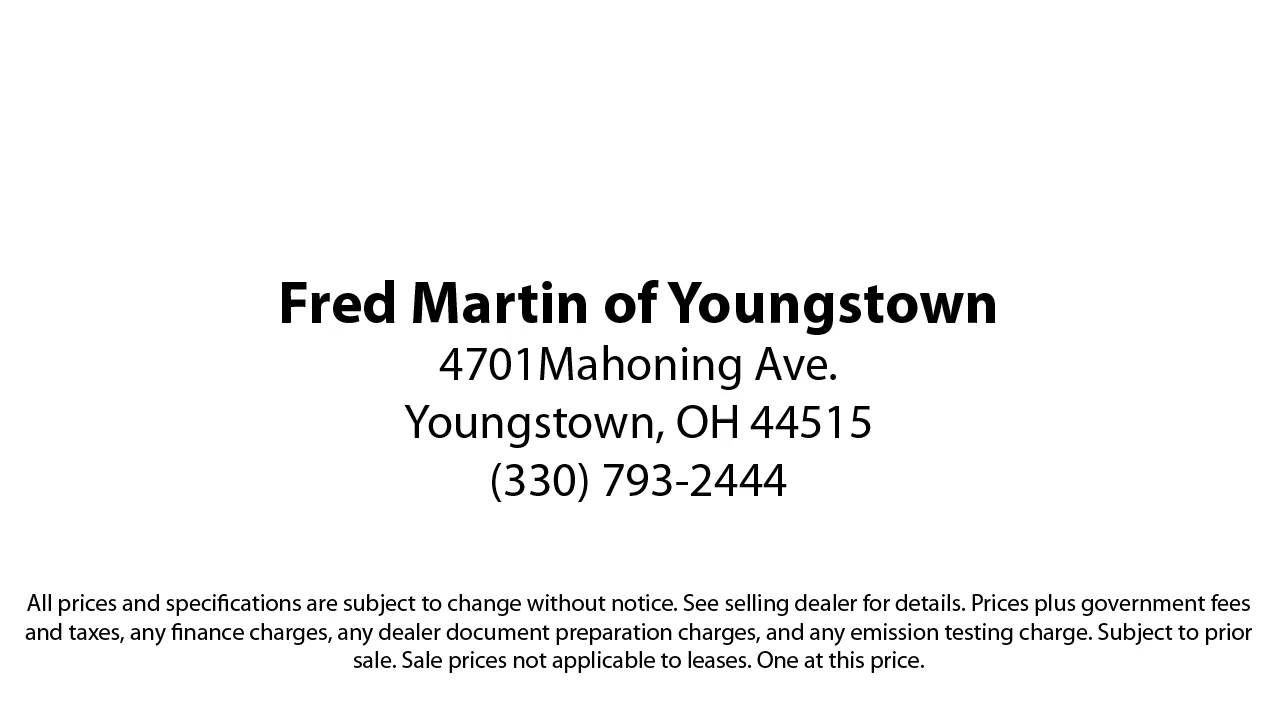 Fred Martin of Youngstown
4701Mahoning Ave.
Youngstown, OH 44515
(330) 793-2444
All prices and specifications are subject to change without notice. See selling dealer for details. Prices plus government fees
and taxes, any finance charges, any dealer document preparation charges, and any emission testing charge. Subject to prior
sale. Sale prices not applicable to leases. One at this price.